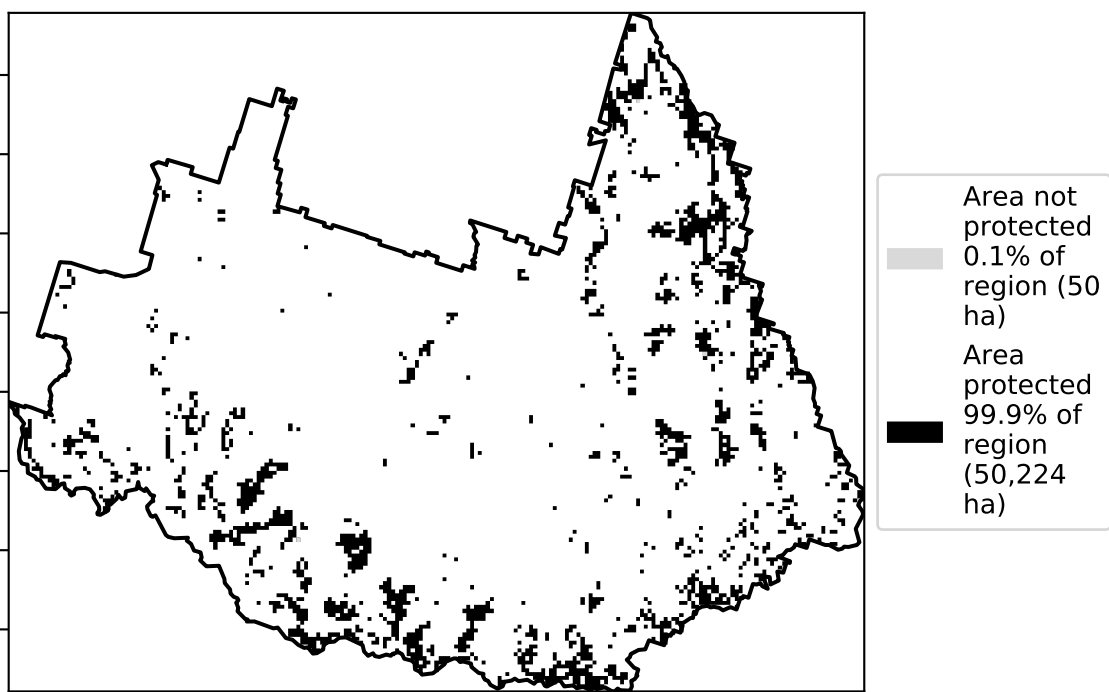 Area not
protected
0.1% of
region (50
ha)
Area
protected
99.9% of
region
(50,224
ha)